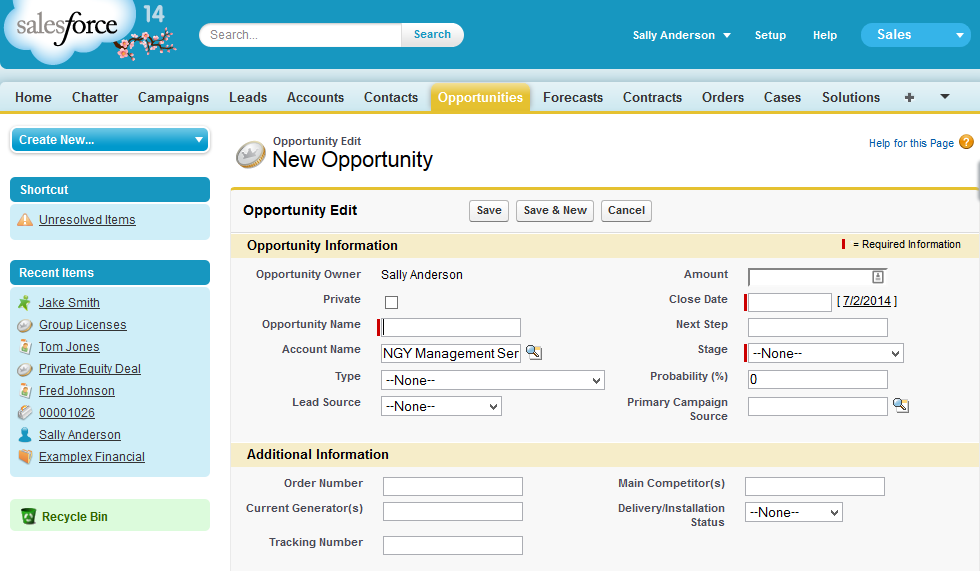 salesforce
14
Search...
Search
Sally Anderson
Setup
Help
Sales
Home
Chatter
Campaigns
Leads
Accounts
Contacts
Opportunities
Forecasts
Contracts
Orders
Cases
Solutions
+
Create New...
Shortcut
Unresolved Items
Recent Items
Jake Smith
Group Licenses
Tom Jones
Private Equity Deal
Fred Johnson
00001026
Sally Anderson
Examplex Financial
Recycle Bin
Opportunity Edit
New Opportunity
Help for this Page ?
Opportunity Edit
Save
Save & New
Cancel
Opportunity Information
= Required Information
Opportunity Owner
Sally Anderson
Amount
Private
Close Date
[ 7/2/2014 ]
Opportunity Name
Next Step
Account Name
NGY Management Ser
Stage
--None--
Type
--None--
Probability (%)
0
Lead Source
--None--
Primary Campaign
Source
Additional Information
Order Number
Main Competitor(s)
Current Generator(s)
Delivery/Installation
Status
--None--
Tracking Number